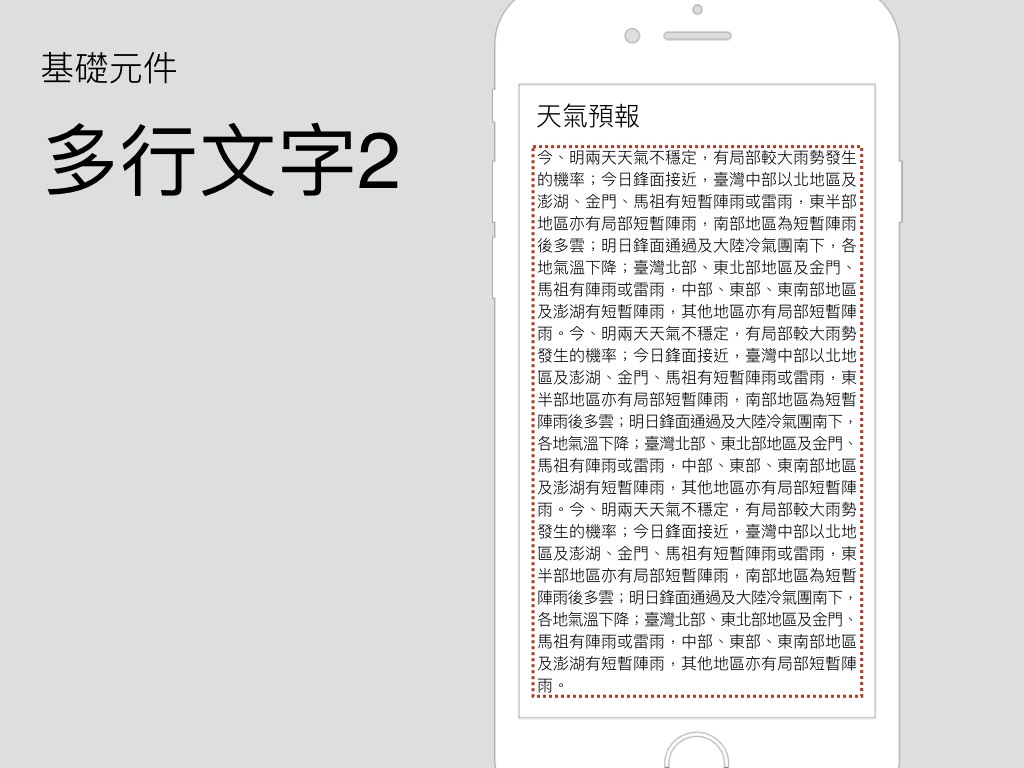 基礎元件
多行文字2
天氣預報
今、明兩天天氣不穩定，有局部較大雨勢發生
的機率；今日鋒面接近，臺灣中部以北地區及
澎湖、金門、馬祖有短暫陣雨或雷雨，東半部
地區亦有局部短暫陣雨，南部地區為短暫陣雨
後多雲；明日鋒面通過及大陸冷氣團南下，各
地氣溫下降；臺灣北部、東北部地區及金門、
馬祖有陣雨或雷雨，中部、東部、東南部地區
及澎湖有短暫陣雨，其他地區亦有局部短暫陣
雨。今、明兩天天氣不穩定，有局部較大雨勢
發生的機率；今日鋒面接近，臺灣中部以北地
區及澎湖、金門、馬祖有短暫陣雨或雷雨，東
半部地區亦有局部短暫陣雨，南部地區為短暫
陣雨後多雲；明日鋒面通過及大陸冷氣團南下，
各地氣溫下降；臺灣北部、東北部地區及金門、
馬祖有陣雨或雷雨，中部、東部、東南部地區
及澎湖有短暫陣雨，其他地區亦有局部短暫陣
雨。今、明兩天天氣不穩定，有局部較大雨勢
發生的機率；今日鋒面接近，臺灣中部以北地
區及澎湖、金門、馬祖有短暫陣雨或雷雨，東
半部地區亦有局部短暫陣雨，南部地區為短暫
陣雨後多雲；明日鋒面通過及大陸冷氣團南下，
各地氣溫下降；臺灣北部、東北部地區及金門、
馬祖有陣雨或雷雨，中部、東部、東南部地區
及澎湖有短暫陣雨，其他地區亦有局部短暫陣
雨。